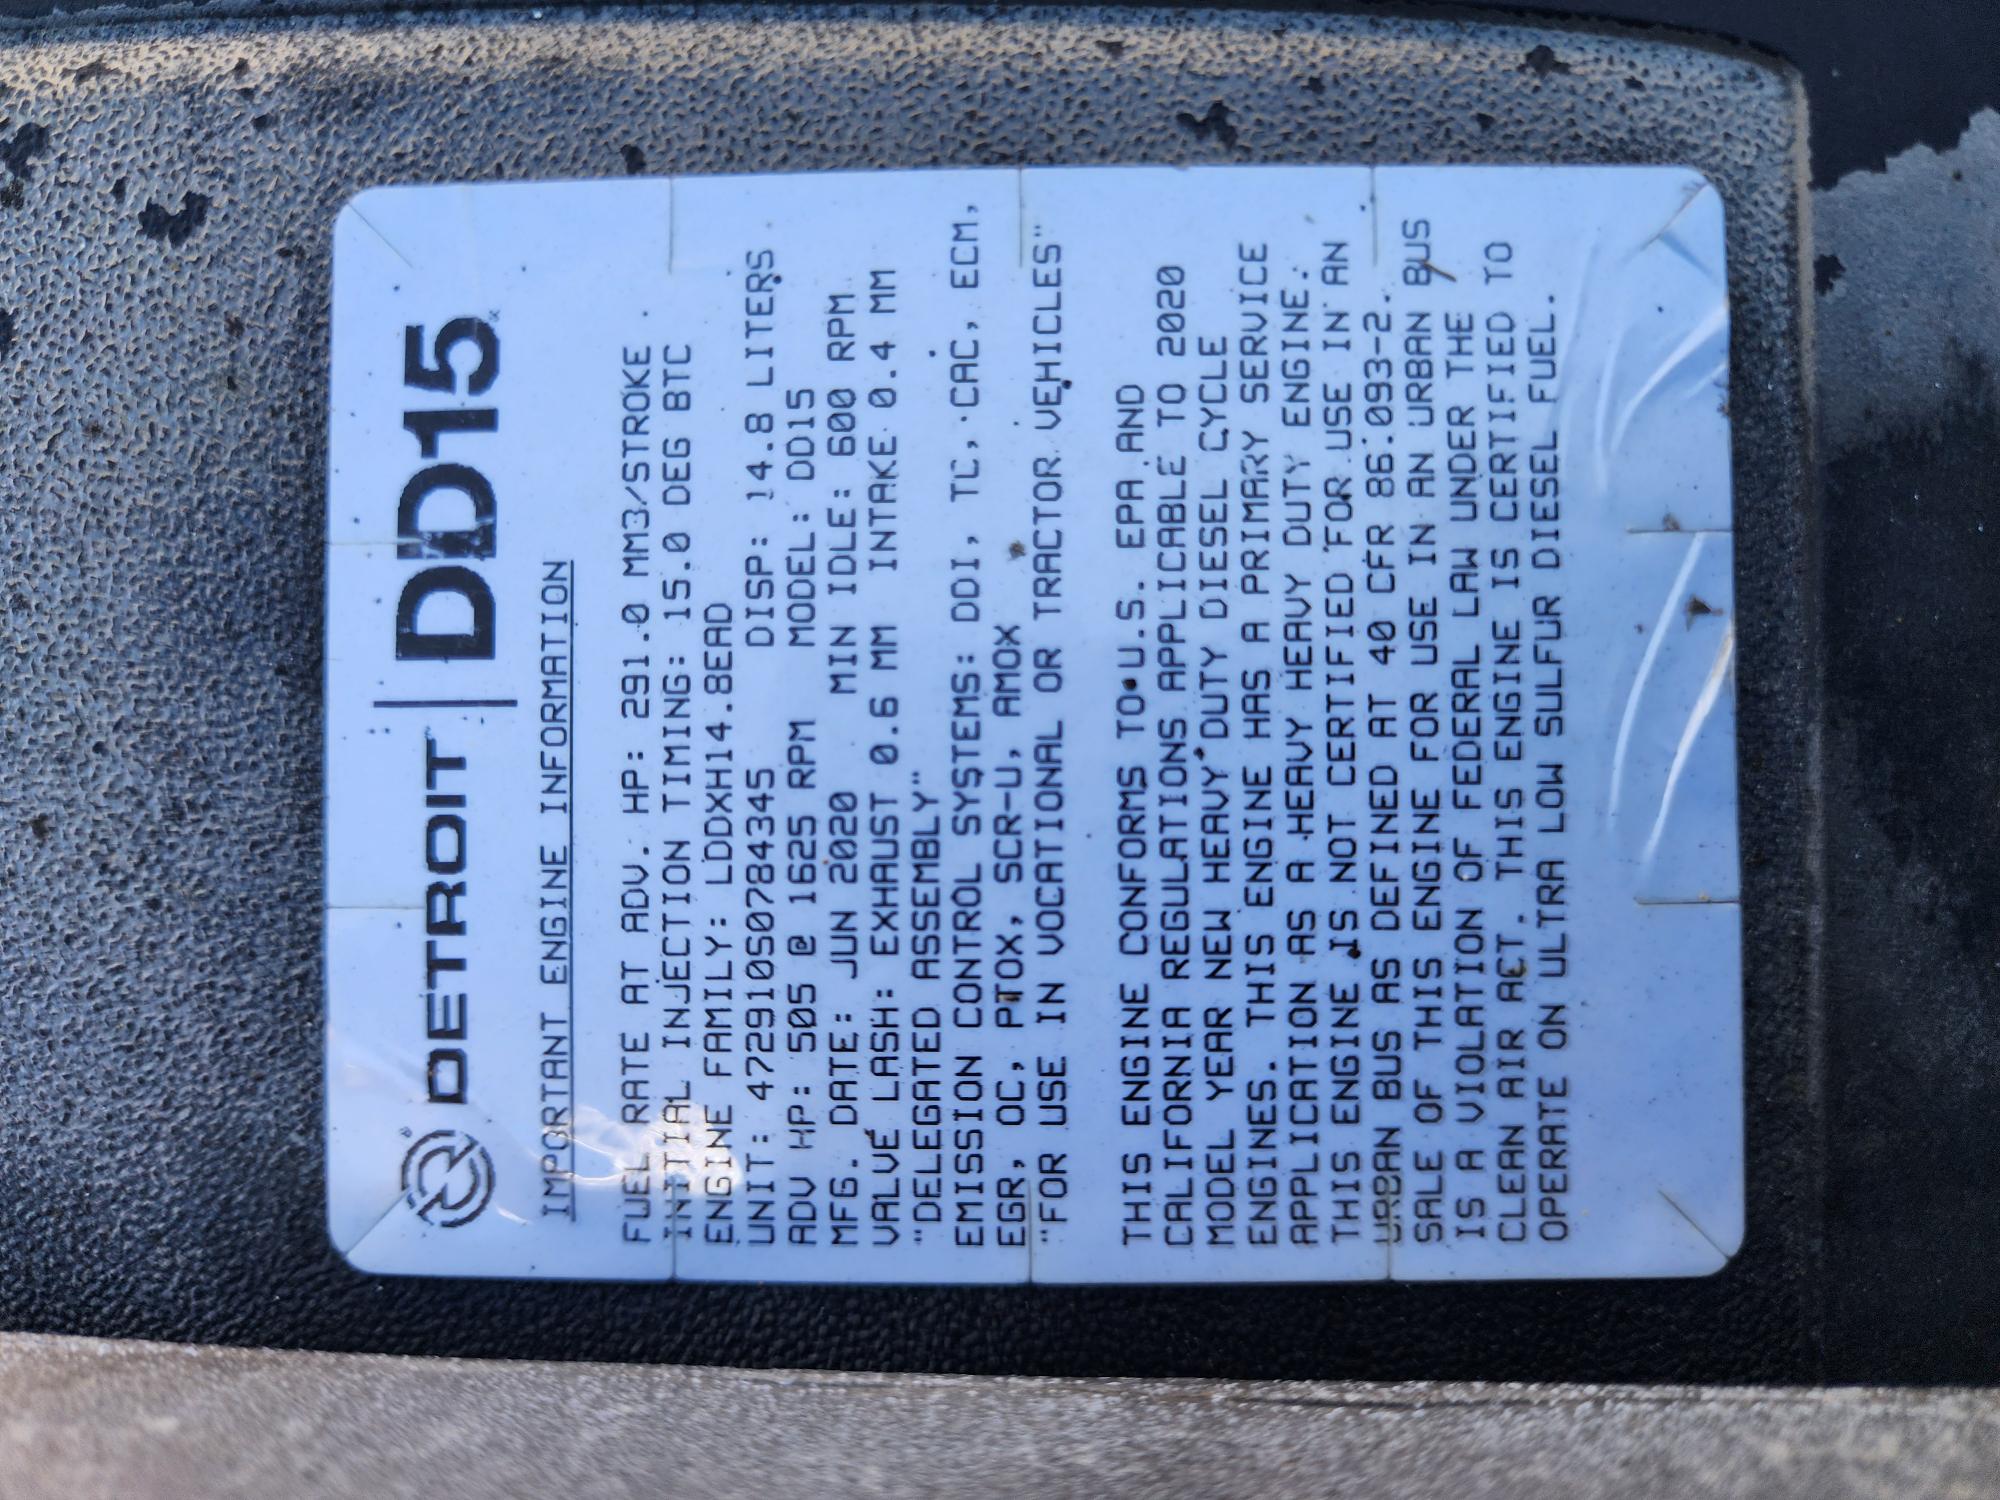 DETROIT DD15
IMPORTANT ENGINE INFORMATION
FUEL RATE AT ADV. HP: 291.0 MM3/STROKE
INITIAL INJECTION TIMING: 15.0 DEG BTC
ENGINE FAMILY: LDDXH14.8EAD
UNIT: 472910S0784345 DISP: 14.8 LITERS
ADV HP: 505 @ 1625 RPM MODEL: DD15
MFG. DATE: JUN 2020 MIN IDLE: 600 RPM
VALVE LASH: EXHAUST 0.6 MM INTAKE 0.4 MM
"DELEGATED ASSEMBLY"
EMISSION CONTROL SYSTEMS: DDI, TC, CAC, ECM,
EGR, OC, PTOX, SCR-U, AMOX
"FOR USE IN VOCATIONAL OR TRACTOR VEHICLES"
THIS ENGINE CONFORMS TO U.S. EPA AND
CALIFORNIA REGULATIONS APPLICABLE TO 2020
MODEL YEAR NEW HEAVY DUTY DIESEL CYCLE
ENGINES. THIS ENGINE HAS A PRIMARY SERVICE
APPLICATION AS A HEAVY HEAVY DUTY ENGINE.
THIS ENGINE IS NOT CERTIFIED FOR USE IN AN
URBAN BUS AS DEFINED AT 40 CFR 86.093-2.
SALE OF THIS ENGINE FOR USE IN AN URBAN BUS
IS A VIOLATION OF FEDERAL LAW UNDER THE
CLEAN AIR ACT. THIS ENGINE IS CERTIFIED TO
OPERATE ON ULTRA LOW SULFUR DIESEL FUEL.